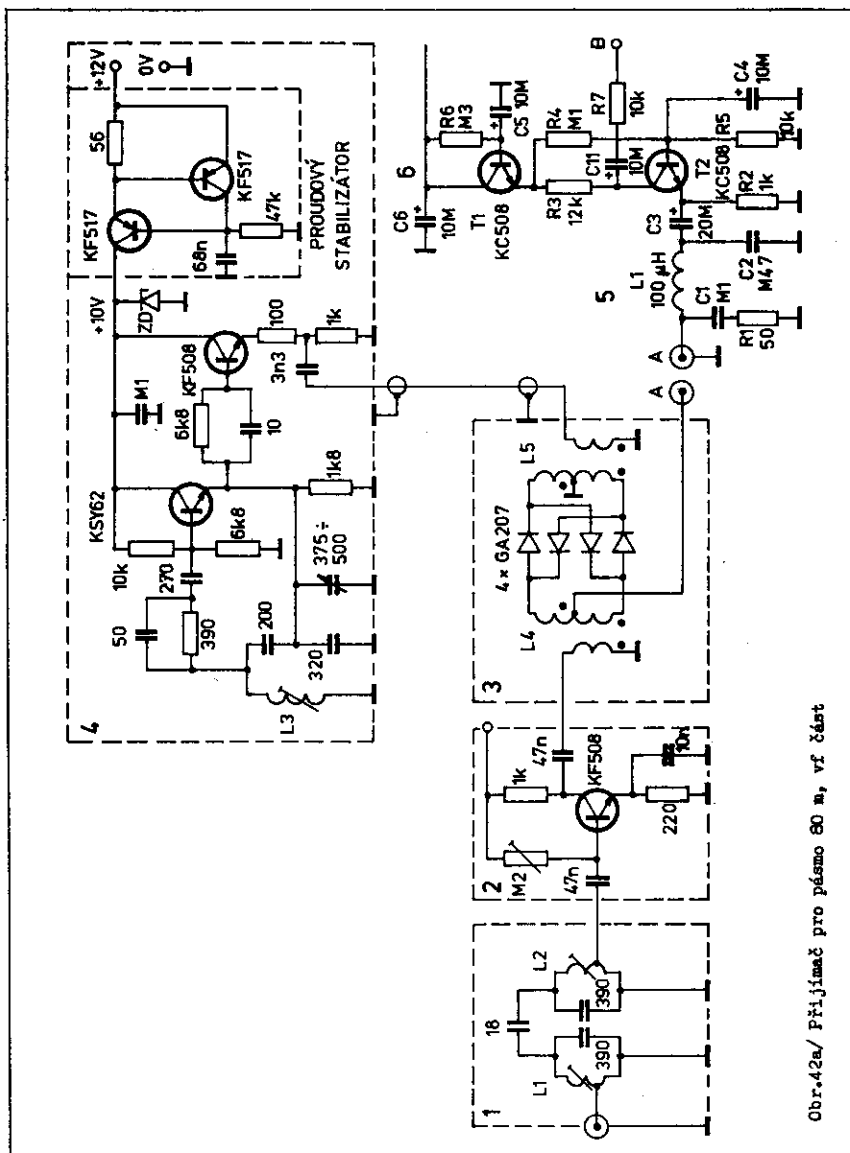 4
L3
50
390
270
200
320
375 ÷
500
10k
6k8
KSY62
1k8
M1
6k8
10
KF508
+10V
ZD
3n3
100
1k
KF517
68n
56
KF517
47k
PROUDOVÝ
STABILIZÁTOR
+12V
0V
6
C6
10M
T1
KC508
R6
M3
C5
10M
R3
12k
R4
M1
C11
10M
R7
10k
B
T2
KC508
R5
10k
C4
10M
5
L1
100 µH
C3
20M
R2
1k
C2
M47
C1
M1
R1
50
A
A
3
L4
L5
4× GA207
2
M2
47n
1k
47n
KF508
220
10n
1
L1
390
18
390
L2
Obr.42a/ Přijímač pro pásmo 80 m, vf část